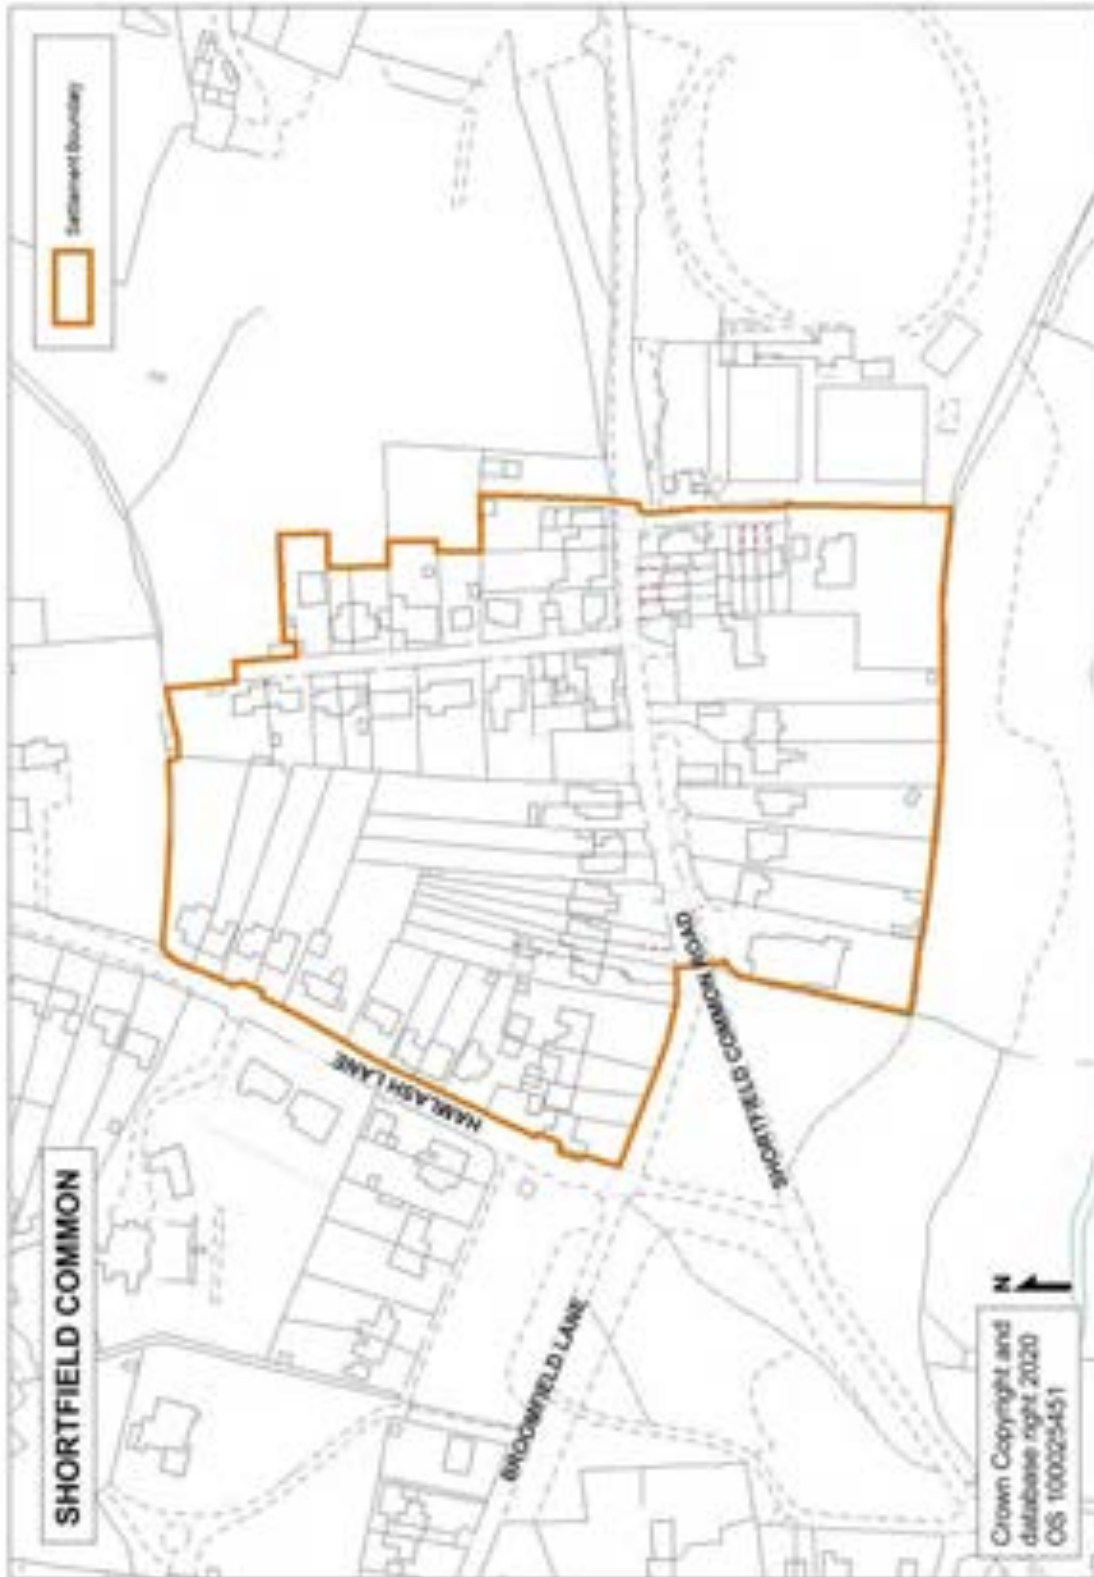 SHORTFIELD COMMON
Settlement Boundary
HAMLASH LANE
SHORTFIELD COMMON ROAD
BROOMFIELD LANE
N
Crown Copyright and
database right 2020
OS 100025451